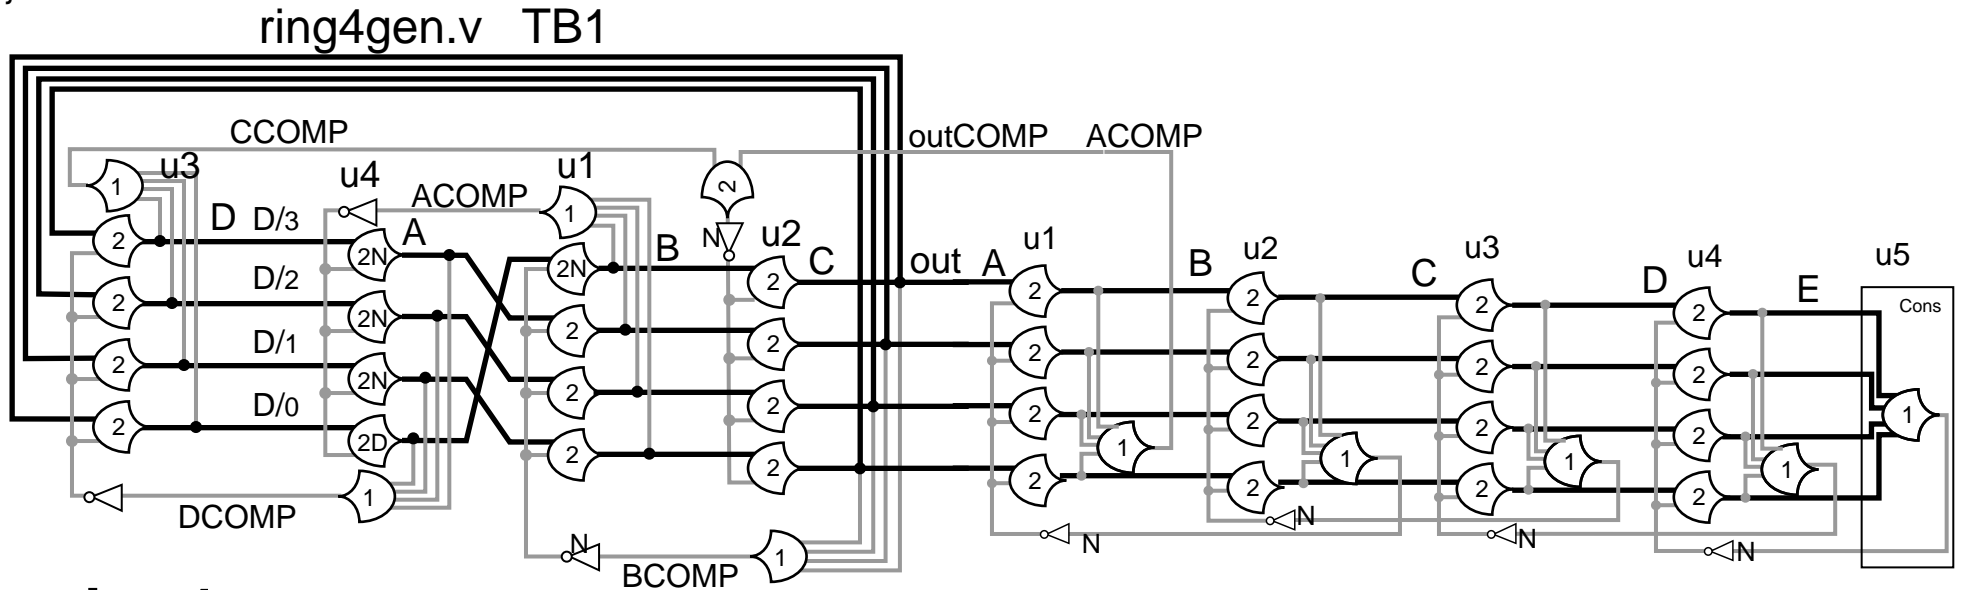 ring4gen.v TB1
CCOMP
outCOMP ACOMP
u3
u4
u1
ACOMP
1
1
2
N
u2
D D/3
A
B
C
out
A
u1
B
u2
C
u3
D
u4
E
u5
Cons
2
2N
2N
2
2
2
2
2
D/2
2
2N
2
2
2
2
2
2
D/1
2
2N
2
2
2
2
2
2
D/0
2
2D
2
2
2
2
2
2
1
1
1
1
1
1
DCOMP
N
BCOMP
1
N
N
N
N